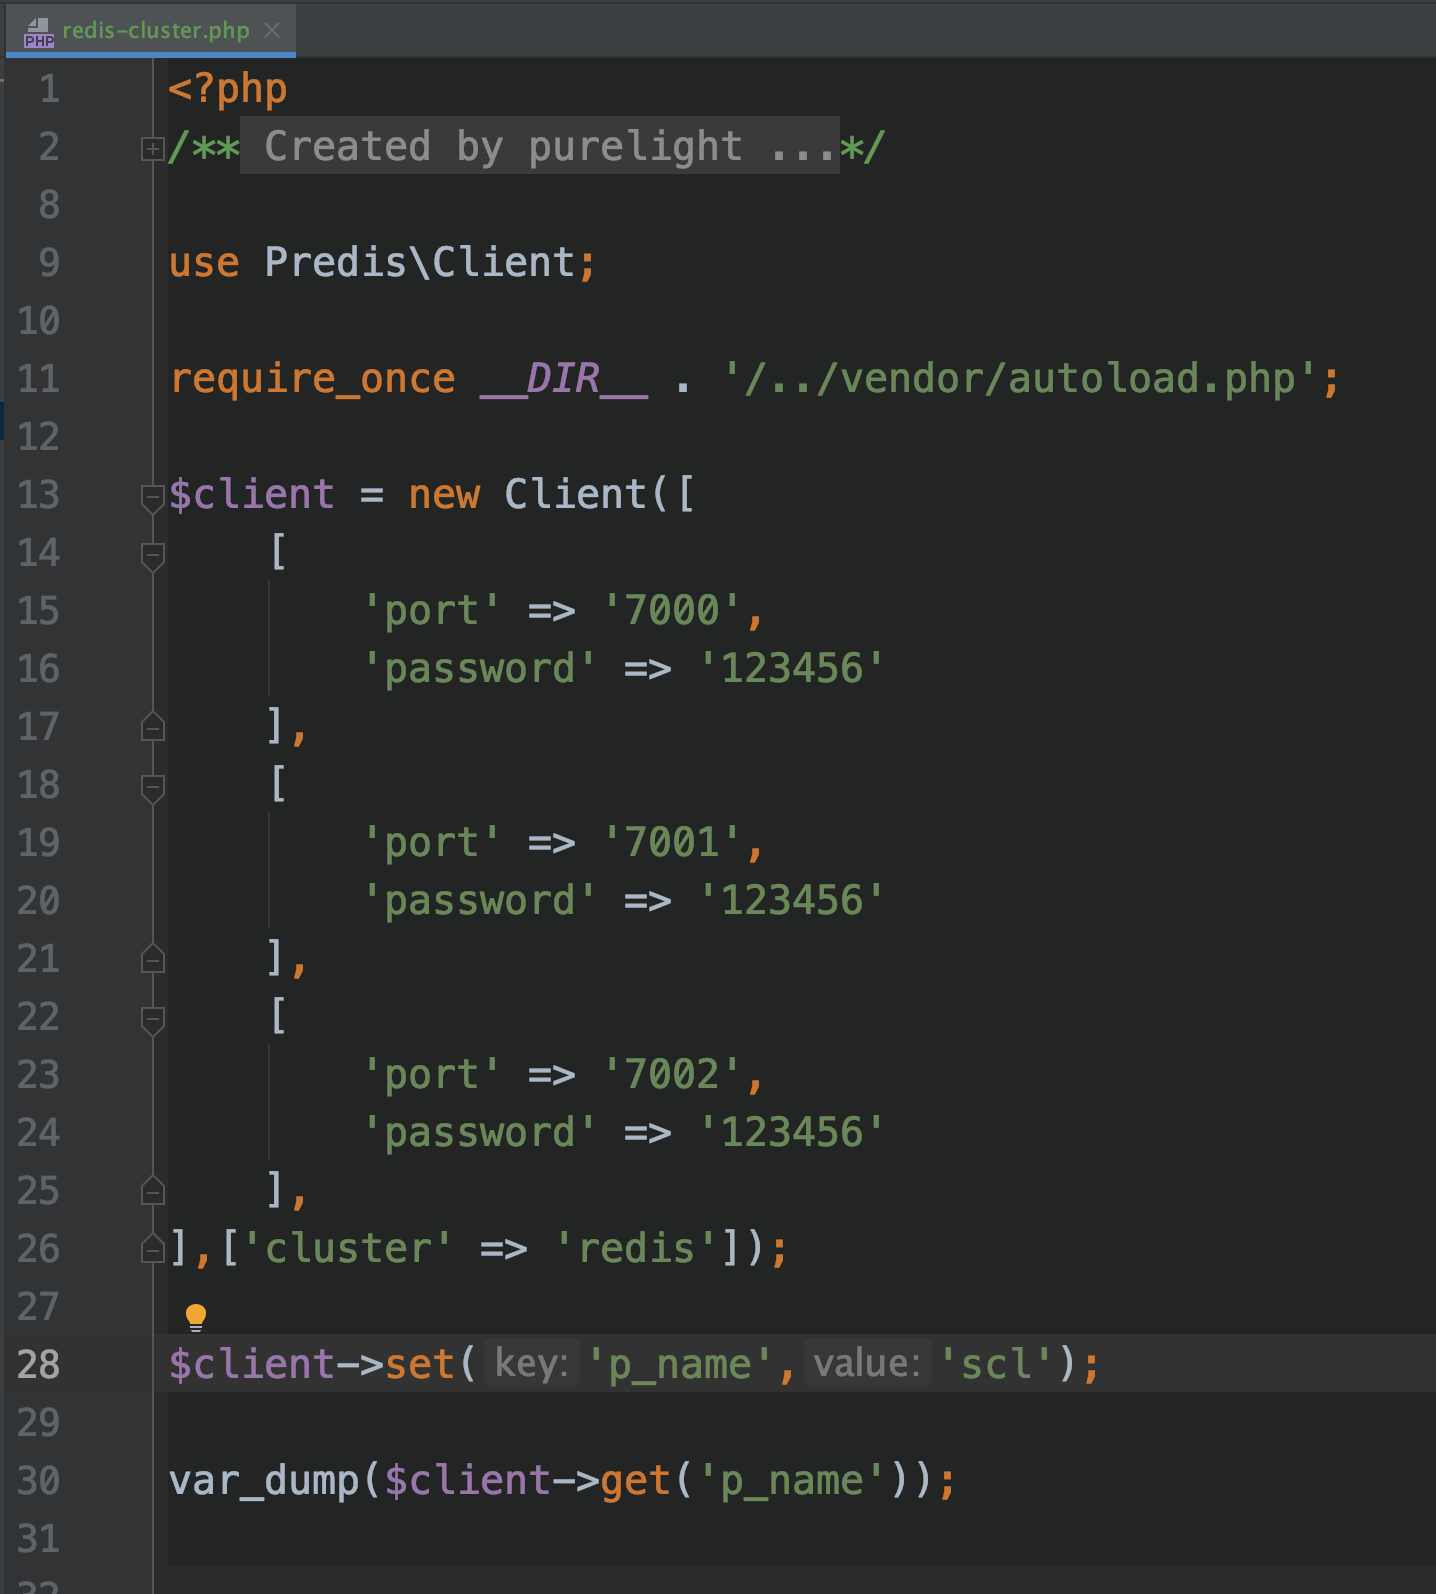 redis-cluster.php
PHP
1 <?php
2 /** Created by purelight ...*/
8
9 use Predis\Client;
10
11 require_once __DIR__ . '/../vendor/autoload.php';
12
13 $client = new Client([
14     [
15         'port' => '7000',
16         'password' => '123456'
17     ],
18     [
19         'port' => '7001',
20         'password' => '123456'
21     ],
22     [
23         'port' => '7002',
24         'password' => '123456'
25     ],
26 ],['cluster' => 'redis']);
27
28 $client->set( key: 'p_name', value: 'scl');
29
30 var_dump($client->get('p_name'));
31
32